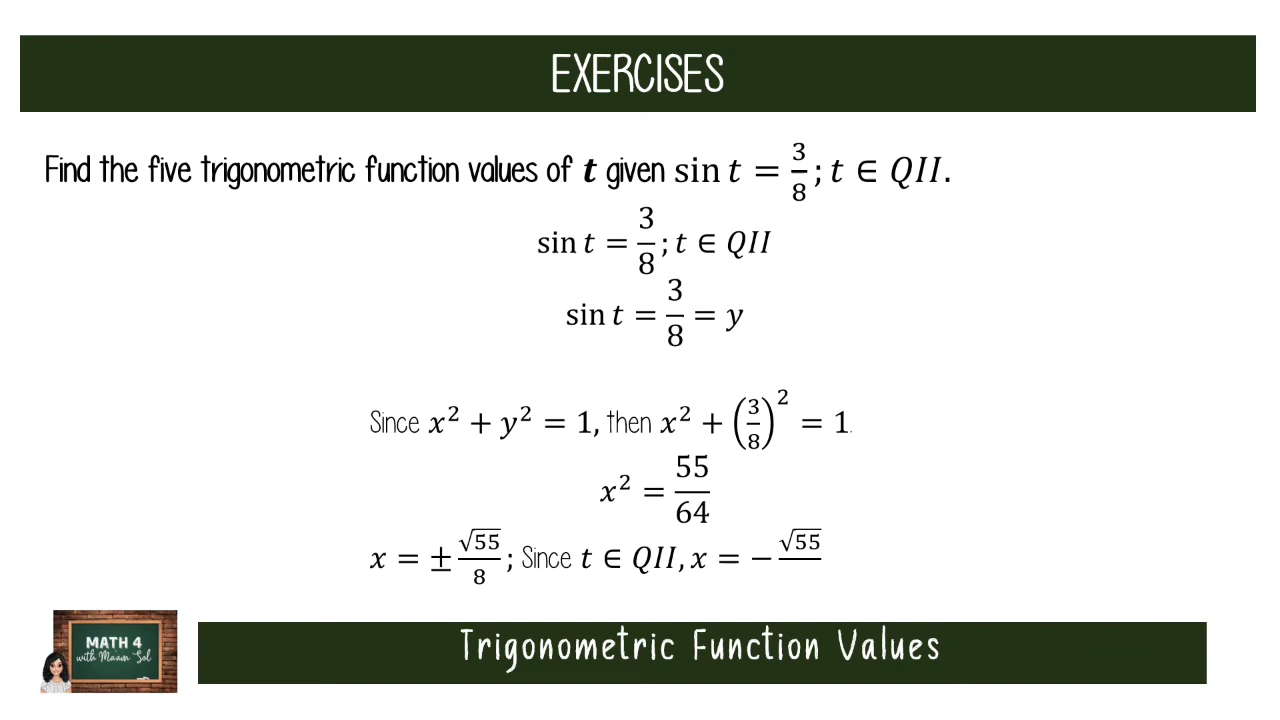 EXERCISES
Find the five trigonometric function values of t given sin t = 3/8 ; t ∈ QII.
sin t = 3/8 ; t ∈ QII
sin t = 3/8 = y
Since x² + y² = 1, then x² + (3/8)² = 1.
x² = 55/64
x = ± √55/8 ; Since t ∈ QII, x = − √55/
MATH 4
with Maam Sol
Trigonometric Function Values